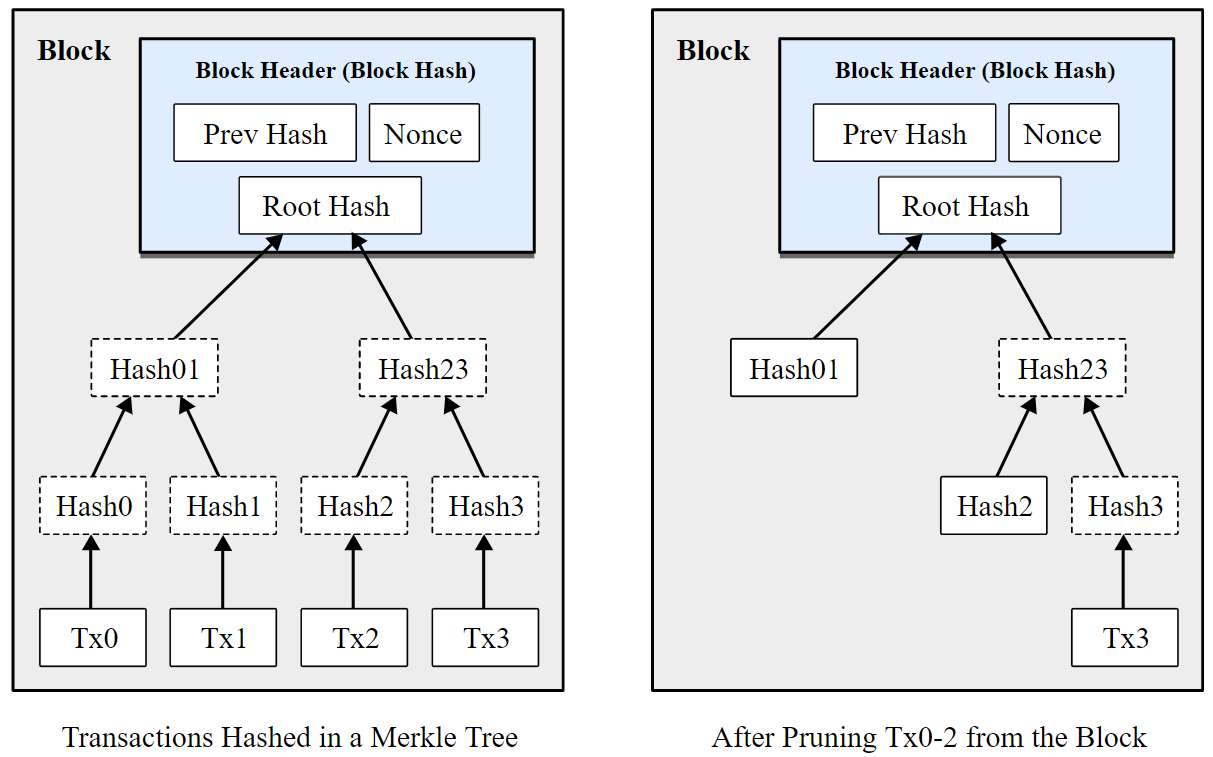 Block
Block Header (Block Hash)
Prev Hash
Nonce
Root Hash
Hash01
Hash23
Hash0
Hash1
Hash2
Hash3
Tx0
Tx1
Tx2
Tx3
Transactions Hashed in a Merkle Tree
Block
Block Header (Block Hash)
Prev Hash
Nonce
Root Hash
Hash01
Hash23
Hash2
Hash3
Tx3
After Pruning Tx0-2 from the Block